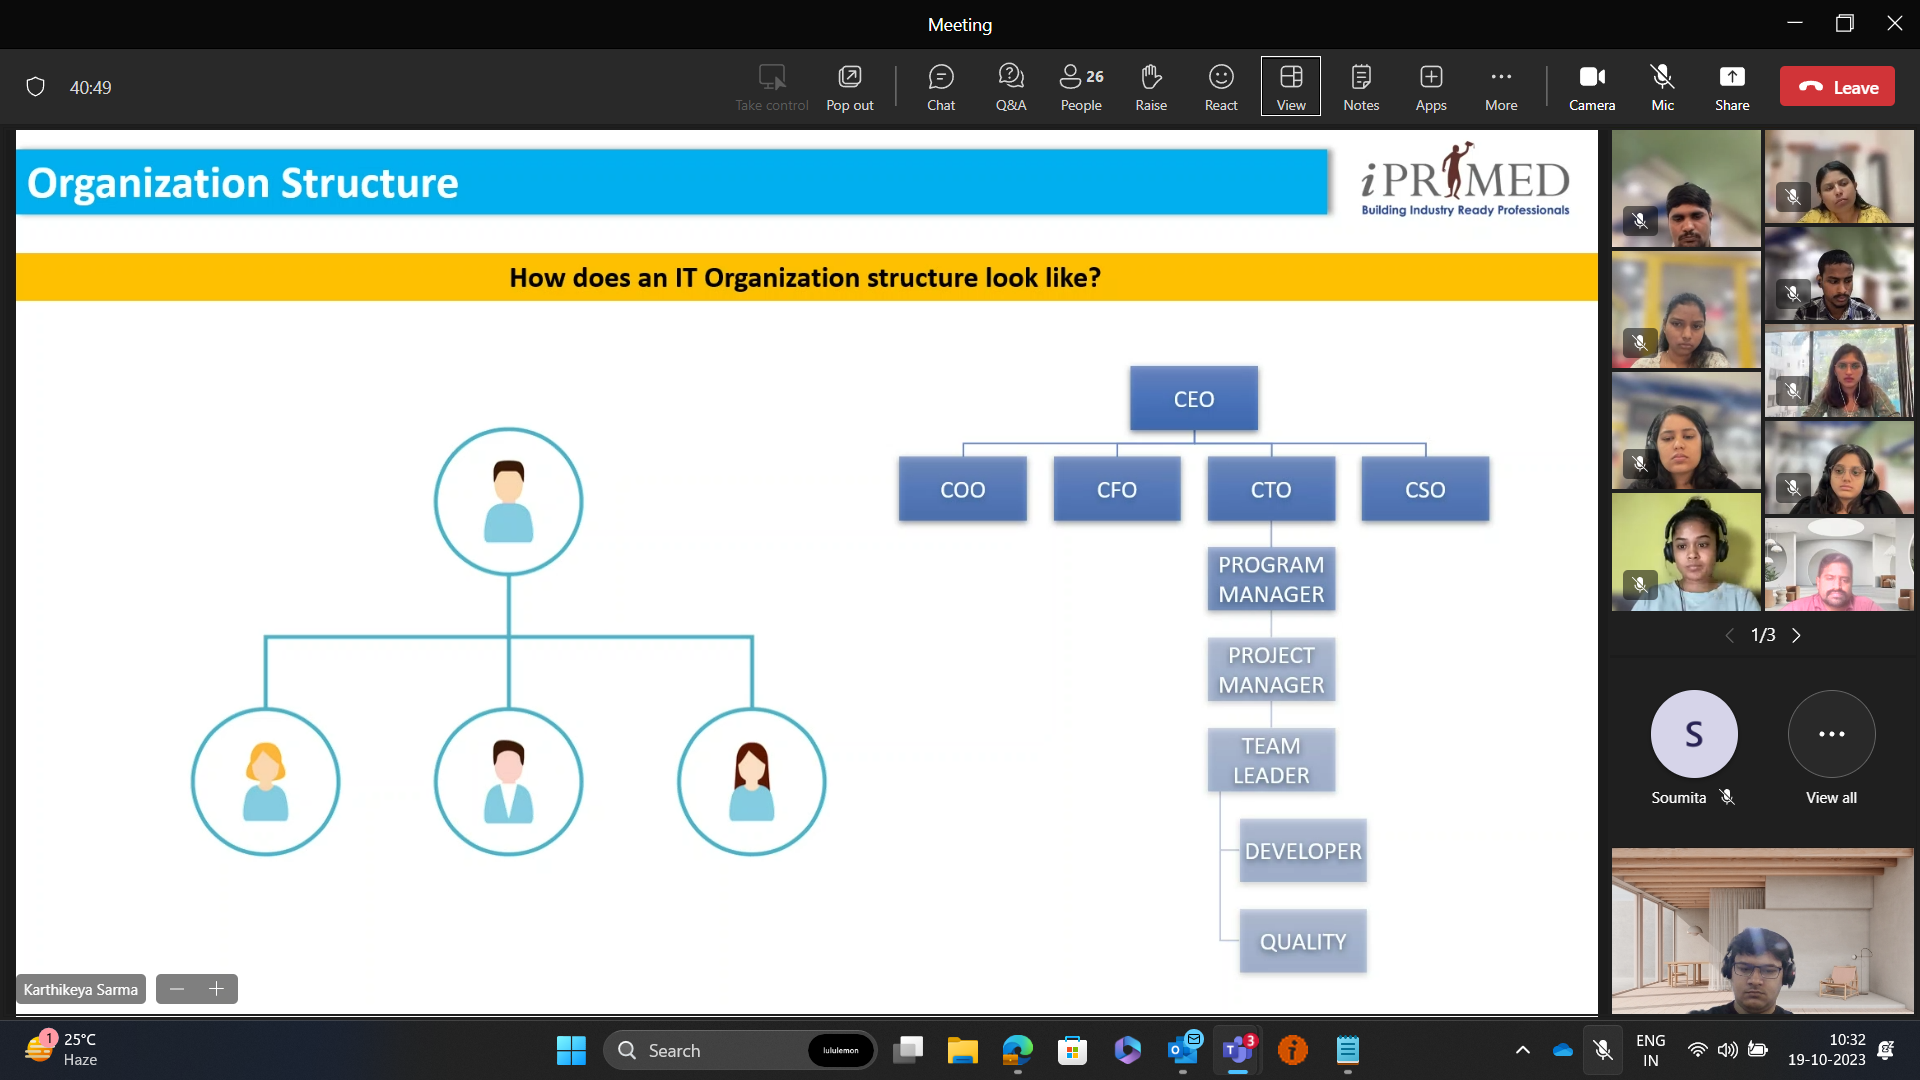 Meeting
40:49
Take control
Pop out
Chat
Q&A
26
People
Raise
React
View
Notes
Apps
More
Camera
Mic
Share
Leave
Organization Structure
iPRIMED
Building Industry Ready Professionals
How does an IT Organization structure look like?
CEO
COO
CFO
CTO
CSO
PROGRAM
MANAGER
PROJECT
MANAGER
TEAM
LEADER
DEVELOPER
QUALITY
Karthikeya Sarma
1/3
S
Soumita
View all
1
25°C
Haze
Search
lululemon
3
ENG
IN
10:32
19-10-2023